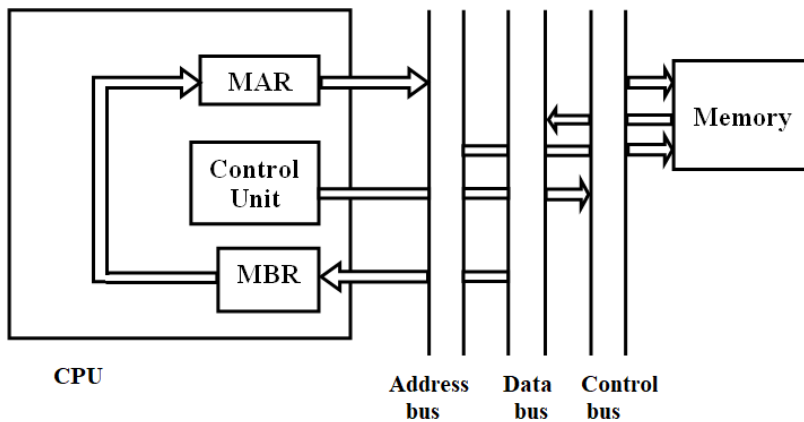 MAR
Memory
Control
Unit
MBR
CPU
Address
bus
Data
bus
Control
bus